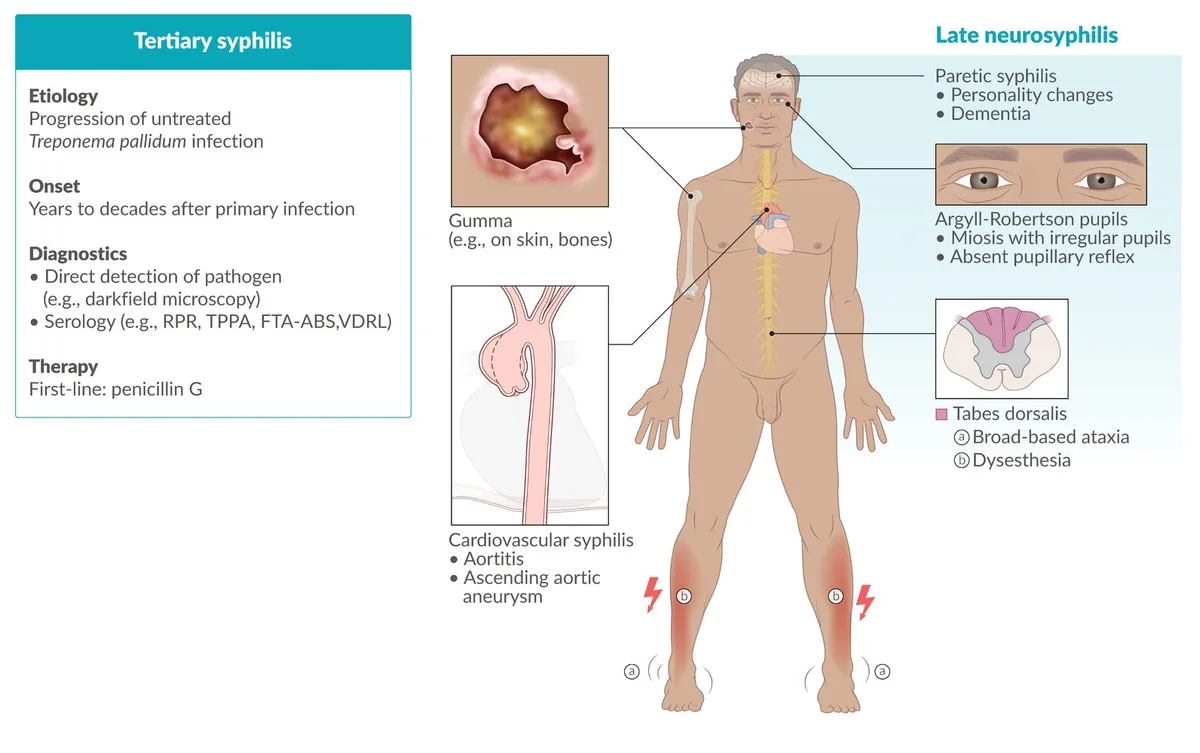 Tertiary syphilis
Etiology
Progression of untreated
Treponema pallidum infection
Onset
Years to decades after primary infection
Diagnostics
• Direct detection of pathogen
(e.g., darkfield microscopy)
• Serology (e.g., RPR, TPPA, FTA-ABS,VDRL)
Therapy
First-line: penicillin G
Gumma
(e.g., on skin, bones)
Cardiovascular syphilis
• Aortitis
• Ascending aortic
aneurysm
Late neurosyphilis
Paretic syphilis
• Personality changes
• Dementia
Argyll-Robertson pupils
• Miosis with irregular pupils
• Absent pupillary reflex
Tabes dorsalis
ⓐ Broad-based ataxia
ⓑ Dysesthesia
ⓑ
ⓑ
ⓐ
ⓐ